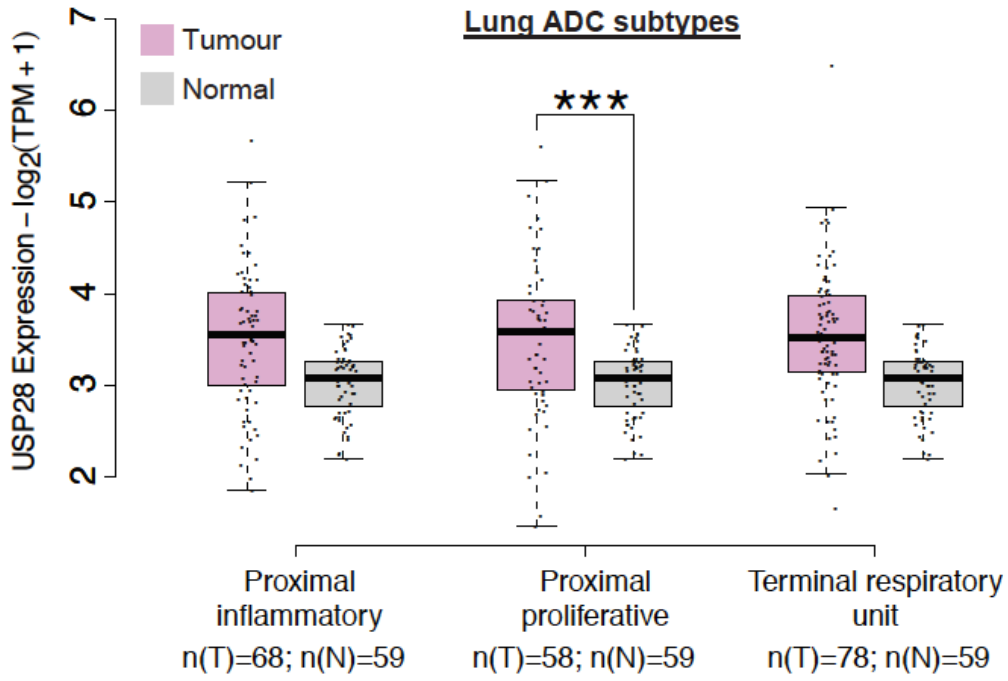 Lung ADC subtypes
Tumour
Normal
***
USP28 Expression – log2(TPM + 1)
7
6
5
4
3
2
Proximal inflammatory
Proximal proliferative
Terminal respiratory unit
n(T)=68; n(N)=59
n(T)=58; n(N)=59
n(T)=78; n(N)=59